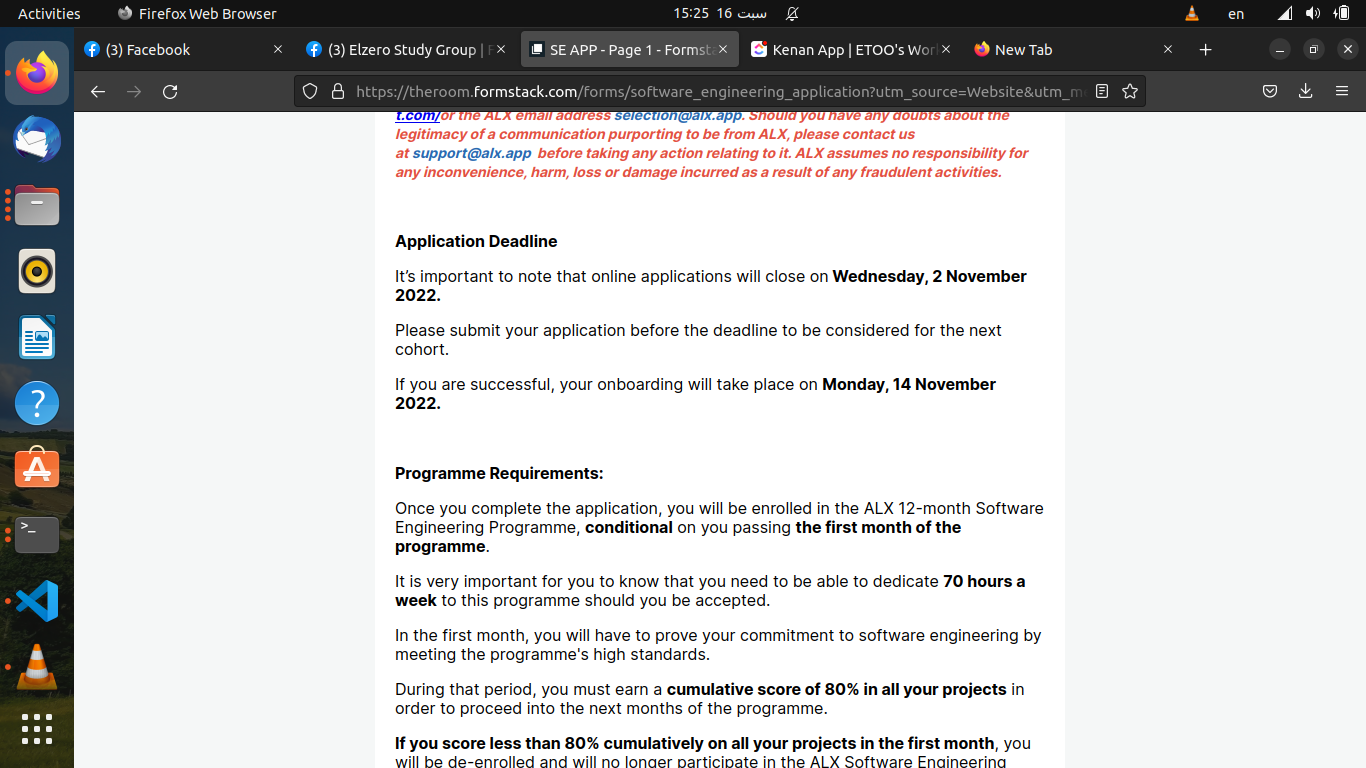 Activities
Firefox Web Browser
15:25 16 سبت
en
(3) Facebook
(3) Elzero Study Group | F
SE APP - Page 1 - Formsta
Kenan App | ETOO's Wor
New Tab
https://theroom.formstack.com/forms/software_engineering_application?utm_source=Website&utm_me
t.com/or the ALX email address selection@alx.app. Should you have any doubts about the
legitimacy of a communication purporting to be from ALX, please contact us
at support@alx.app before taking any action relating to it. ALX assumes no responsibility for
any inconvenience, harm, loss or damage incurred as a result of any fraudulent activities.
Application Deadline
It’s important to note that online applications will close on Wednesday, 2 November
2022.
Please submit your application before the deadline to be considered for the next
cohort.
If you are successful, your onboarding will take place on Monday, 14 November
2022.
Programme Requirements:
Once you complete the application, you will be enrolled in the ALX 12-month Software
Engineering Programme, conditional on you passing the first month of the
programme.
It is very important for you to know that you need to be able to dedicate 70 hours a
week to this programme should you be accepted.
In the first month, you will have to prove your commitment to software engineering by
meeting the programme's high standards.
During that period, you must earn a cumulative score of 80% in all your projects in
order to proceed into the next months of the programme.
If you score less than 80% cumulatively on all your projects in the first month, you
will be de-enrolled and will no longer participate in the ALX Software Engineering